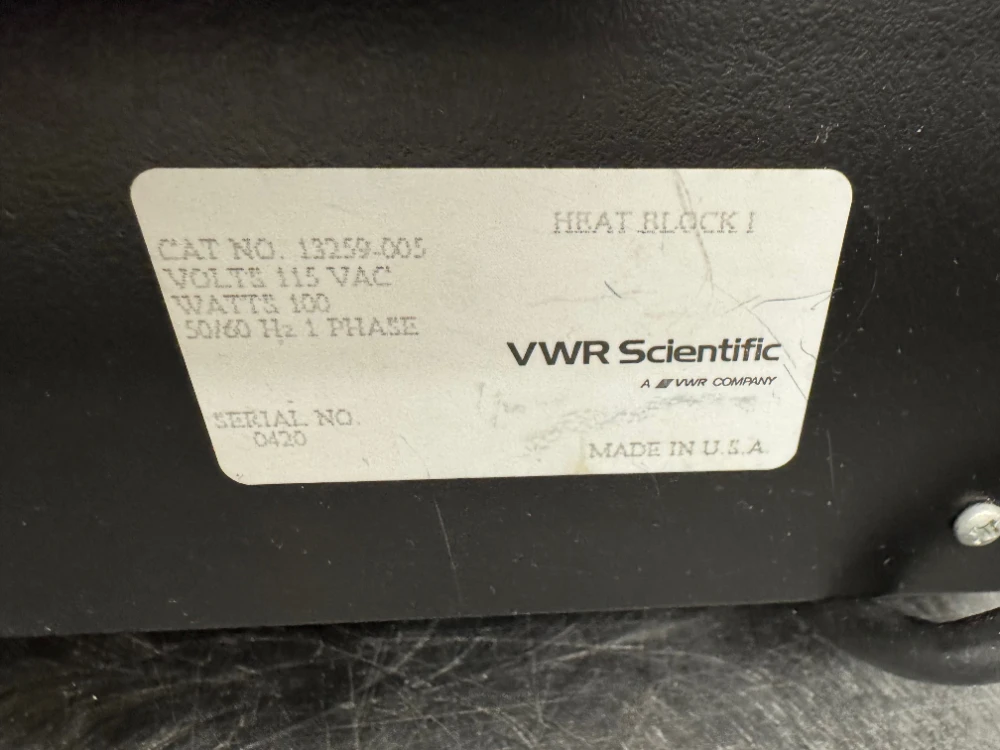 HEAT BLOCK I
CAT NO. 13259-005
VOLTS 115 VAC
WATTS 100
50/60 Hz 1 PHASE
VWR Scientific
A VWR COMPANY
SERIAL NO.
0420
MADE IN U.S.A.